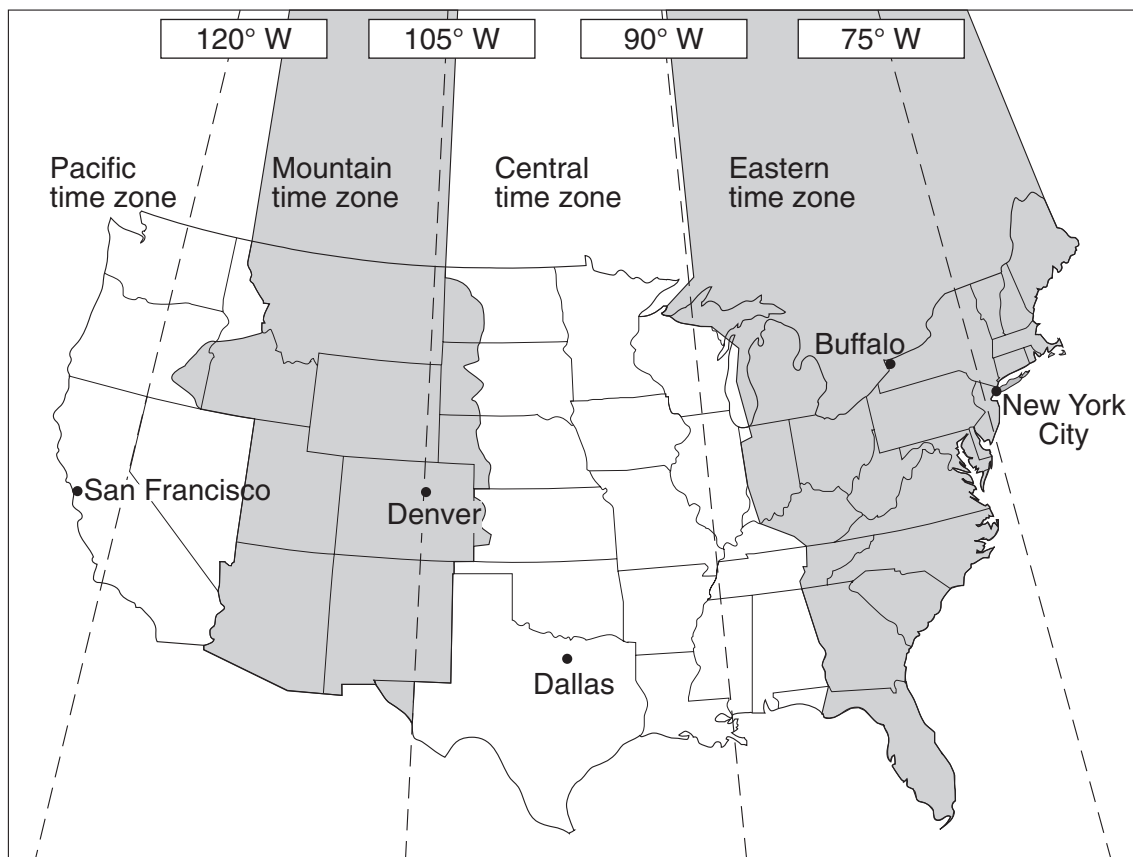 120° W
105° W
90° W
75° W
Pacific
time zone
Mountain
time zone
Central
time zone
Eastern
time zone
Buffalo
New York
City
San Francisco
Denver
Dallas